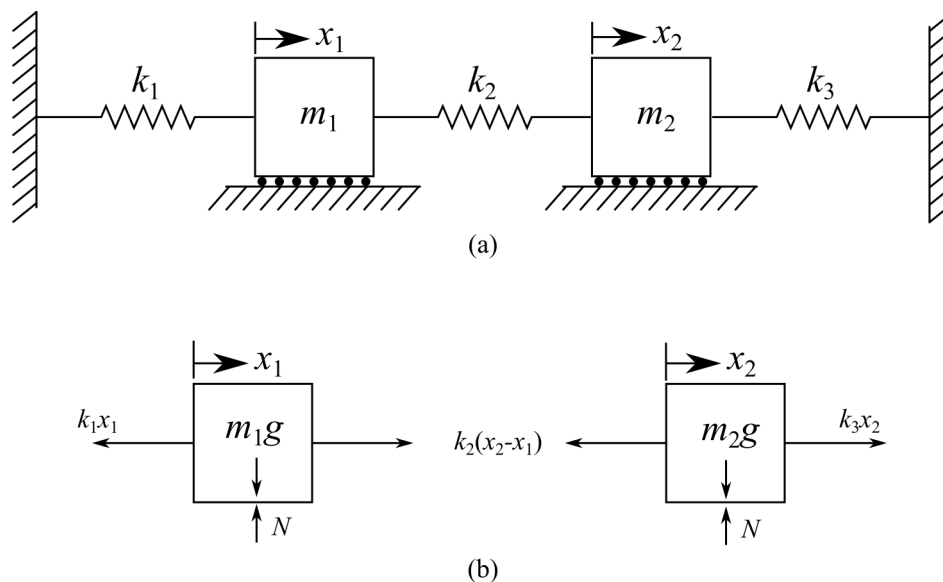 x₁ x₂
k₁ k₂ k₃
m₁ m₂
(a)
x₁ x₂
k₁x₁ k₂(x₂-x₁) k₃x₂
m₁g m₂g
N N
(b)